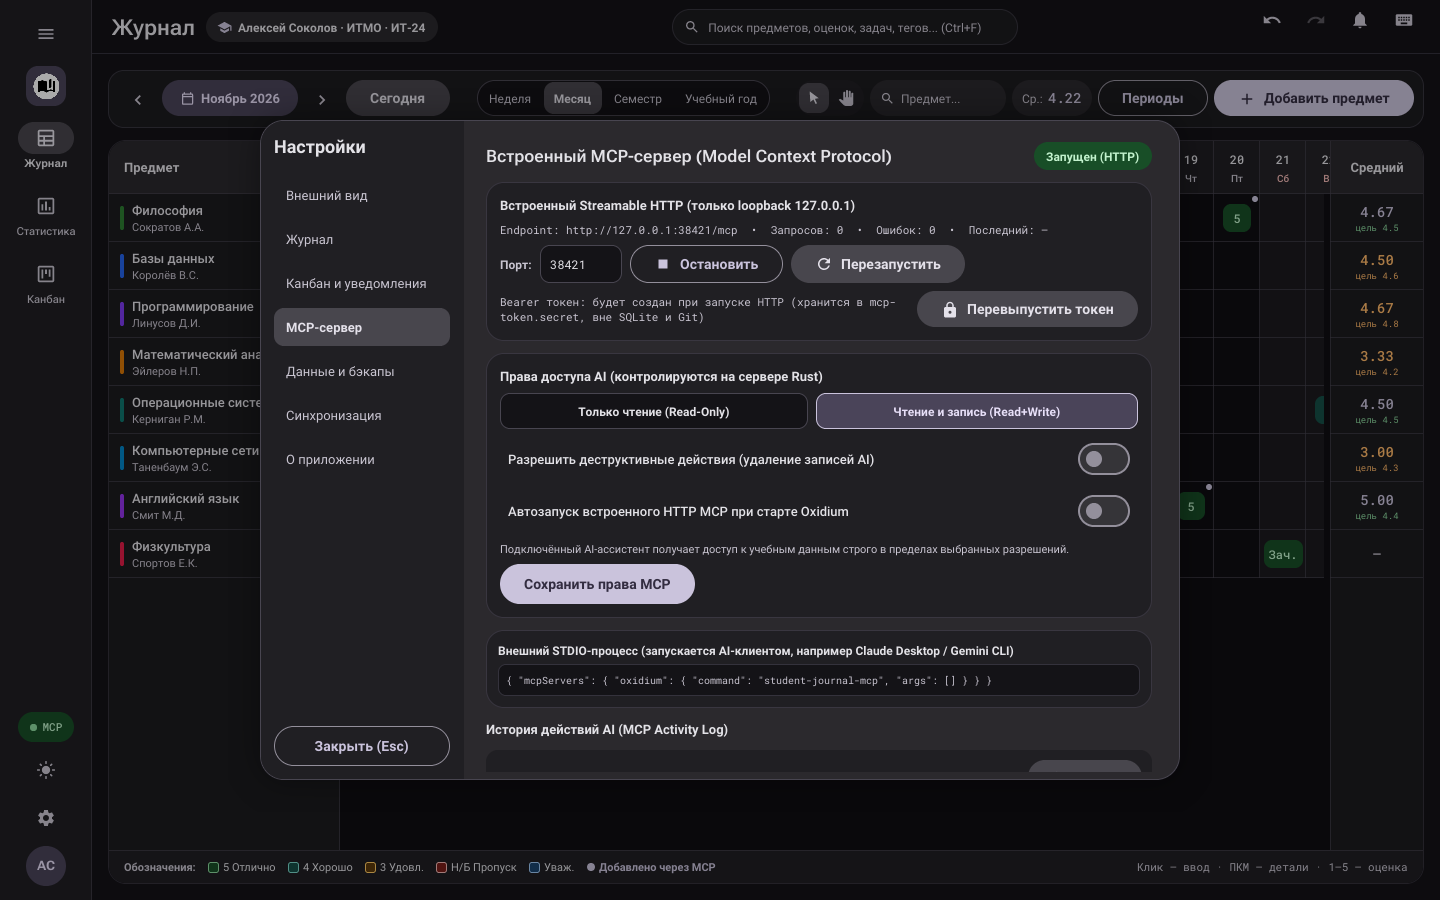 Журнал
Алексей Соколов · ИТМО · ИТ-24
Поиск предметов, оценок, задач, тегов... (Ctrl+F)
Ноябрь 2026
Сегодня
Неделя
Месяц
Семестр
Учебный год
Предмет...
Ср.: 4.22
Периоды
Добавить предмет
Журнал
Статистика
Канбан
MCP
АС
Предмет
19
Чт
20
Пт
21
Сб
Средний
Философия
Сократов А.А.
5
4.67
цель 4.5
Базы данных
Королёв В.С.
4.50
цель 4.6
Программирование
Линусов Д.И.
4.67
цель 4.8
Математический ана
Эйлеров Н.П.
3.33
цель 4.2
Операционные систе
Керниган Р.М.
4.50
цель 4.5
Компьютерные сети
Таненбаум Э.С.
3.00
цель 4.3
Английский язык
Смит М.Д.
5
5.00
цель 4.4
Физкультура
Спортов Е.К.
Зач.
—
Настройки
Внешний вид
Журнал
Канбан и уведомления
MCP-сервер
Данные и бэкапы
Синхронизация
О приложении
Закрыть (Esc)
Встроенный MCP-сервер (Model Context Protocol)
Запущен (HTTP)
Встроенный Streamable HTTP (только loopback 127.0.0.1)
Endpoint: http://127.0.0.1:38421/mcp • Запросов: 0 • Ошибок: 0 • Последний: —
Порт:
38421
Остановить
Перезапустить
Bearer токен: будет создан при запуске HTTP (хранится в mcp-
token.secret, вне SQLite и Git)
Перевыпустить токен
Права доступа AI (контролируются на сервере Rust)
Только чтение (Read-Only)
Чтение и запись (Read+Write)
Разрешить деструктивные действия (удаление записей AI)
Автозапуск встроенного HTTP MCP при старте Oxidium
Подключённый AI-ассистент получает доступ к учебным данным строго в пределах выбранных разрешений.
Сохранить права MCP
Внешний STDIO-процесс (запускается AI-клиентом, например Claude Desktop / Gemini CLI)
{ "mcpServers": { "oxidium": { "command": "student-journal-mcp", "args": [] } } }
История действий AI (MCP Activity Log)
Обозначения:
5 Отлично
4 Хорошо
3 Удовл.
Н/Б Пропуск
Уваж.
Добавлено через MCP
Клик — ввод · ПКМ — детали · 1–5 — оценка